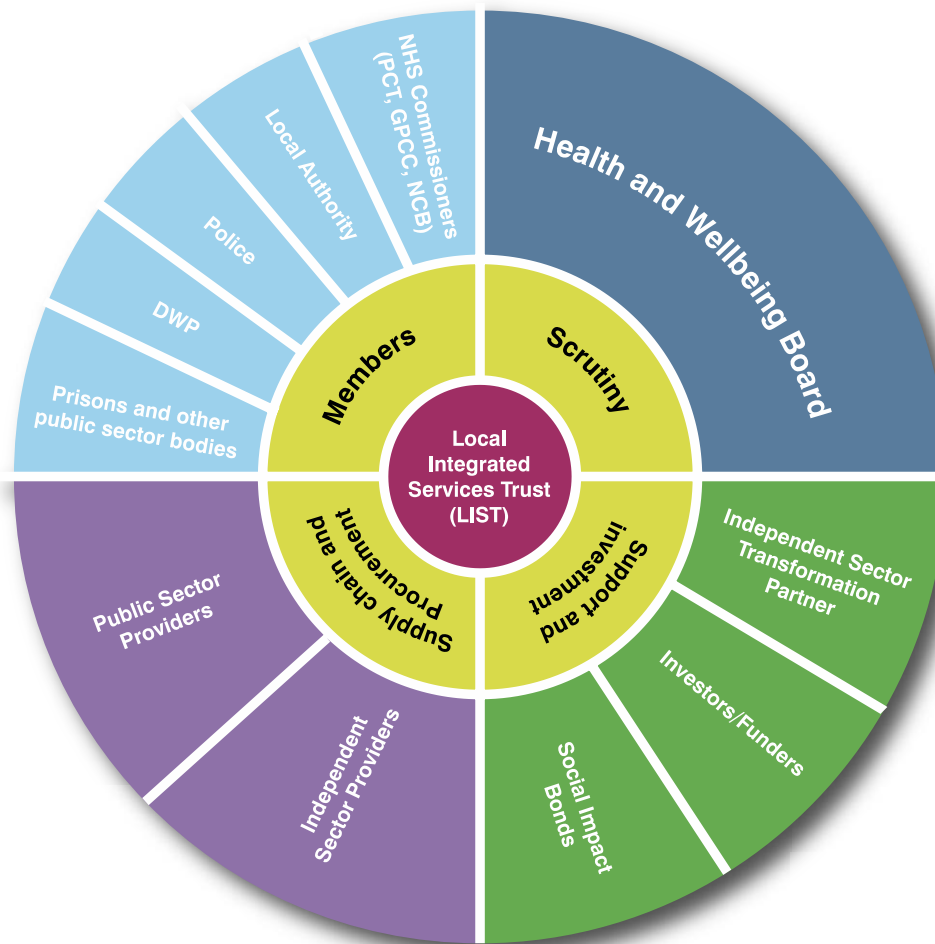 NHS Commissioners
(PCT, GPCC, NCB)
Local Authority
Police
DWP
Prisons and other
public sector bodies
Health and Wellbeing Board
Members
Scrutiny
Local
Integrated
Services Trust
(LIST)
Supply chain and
Procurement
Support and
investment
Public Sector
Providers
Independent
Sector Providers
Independent Sector
Transformation
Partner
Investors/Funders
Social Impact
Bonds